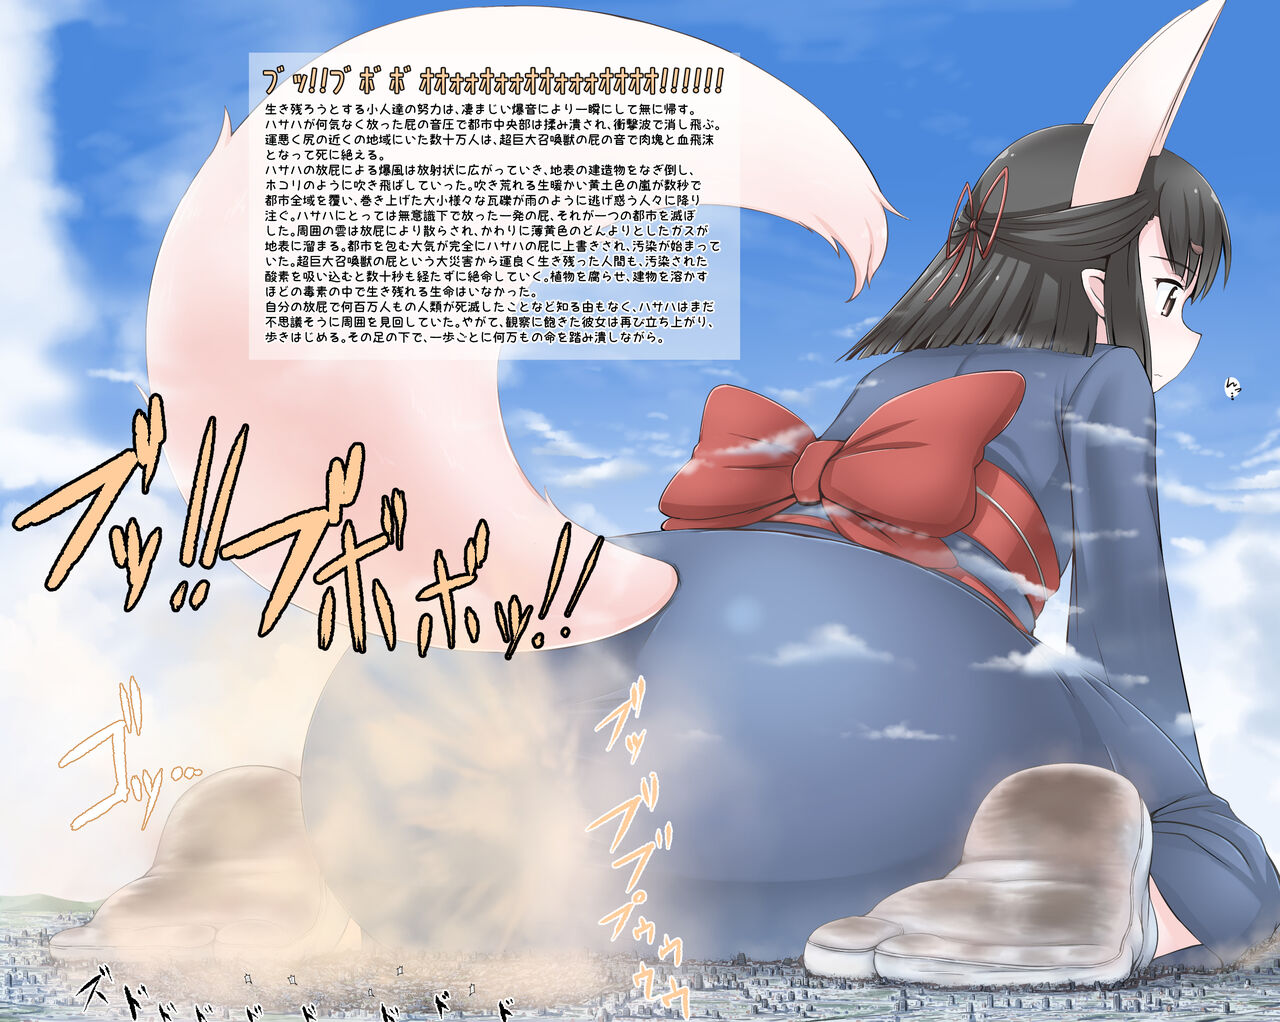 ブッ!!ブボボオオォォオォォオオォォォオオオオ!!!!!!
生き残ろうとする小人達の努力は、凄まじい爆音により一瞬にして無に帰す。
ハサハが何気なく放った屁の音圧で都市中央部は揉み潰され、衝撃波で消し飛ぶ。
運悪く尻の近くの地域にいた数十万人は、超巨大召喚獣の屁の音で肉塊と血飛沫
となって死に絶える。
ハサハの放屁による爆風は放射状に広がっていき、地表の建造物をなぎ倒し、
ホコリのように吹き飛ばしていった。吹き荒れる生暖かい黄土色の嵐が数秒で
都市全域を覆い、巻き上げた大小様々な瓦礫が雨のように逃げ惑う人々に降り
注ぐ。ハサハにとっては無意識下で放った一発の屁、それが一つの都市を滅ぼ
した。周囲の雲は放屁により散らされ、かわりに薄黄色のどんよりとしたガスが
地表に溜まる。都市を包む大気が完全にハサハの屁に上書きされ、汚染が始まって
いた。超巨大召喚獣の屁という大災害から運良く生き残った人間も、汚染された
酸素を吸い込むと数十秒も経たずに絶命していく。植物を腐らせ、建物を溶かす
ほどの毒素の中で生き残れる生命はいなかった。
自分の放屁で何百万人もの人類が死滅したことなど知る由もなく、ハサハはまだ
不思議そうに周囲を見回していた。やがて、観察に飽きた彼女は再び立ち上がり、
歩きはじめる。その足の下で、一歩ごとに何万もの命を踏み潰しながら。
んっ…
ブッ!!ブボボボッ!!
ゴッ…
ブッブブプゥゥゥゥ
ズドドドドドドド